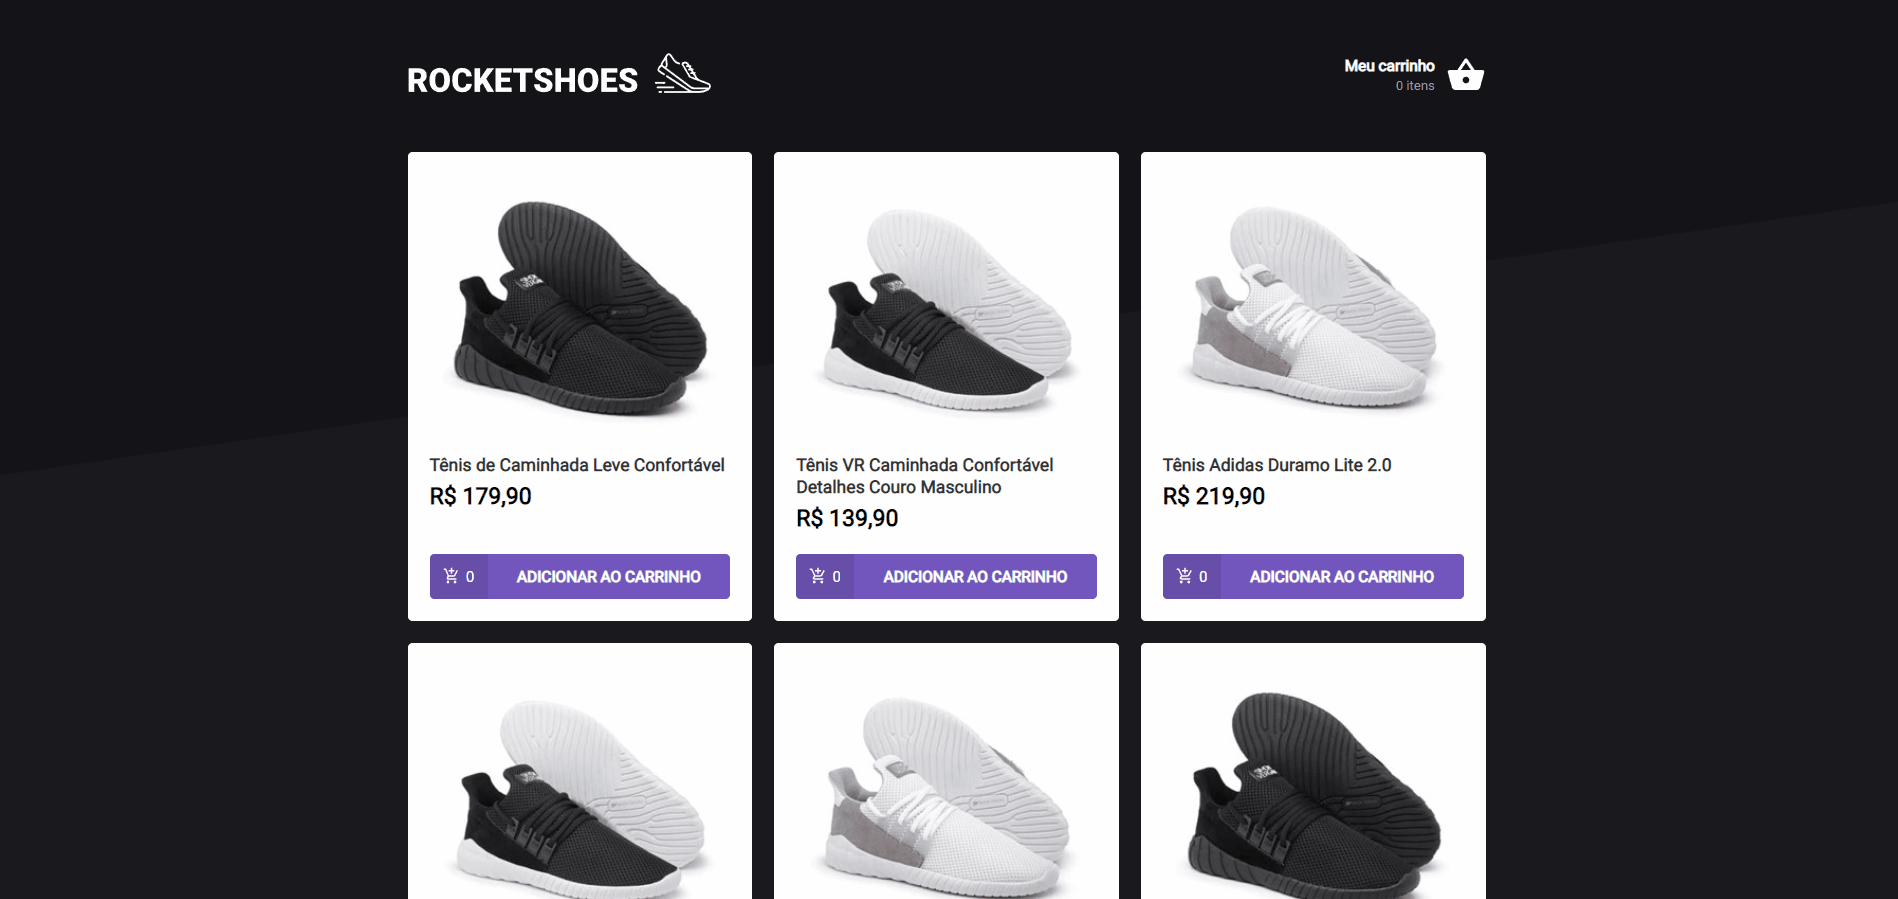 ROCKETSHOES
Meu carrinho
0 itens
Tênis de Caminhada Leve Confortável
R$ 179,90
0 ADICIONAR AO CARRINHO
Tênis VR Caminhada Confortável
Detalhes Couro Masculino
R$ 139,90
0 ADICIONAR AO CARRINHO
Tênis Adidas Duramo Lite 2.0
R$ 219,90
0 ADICIONAR AO CARRINHO